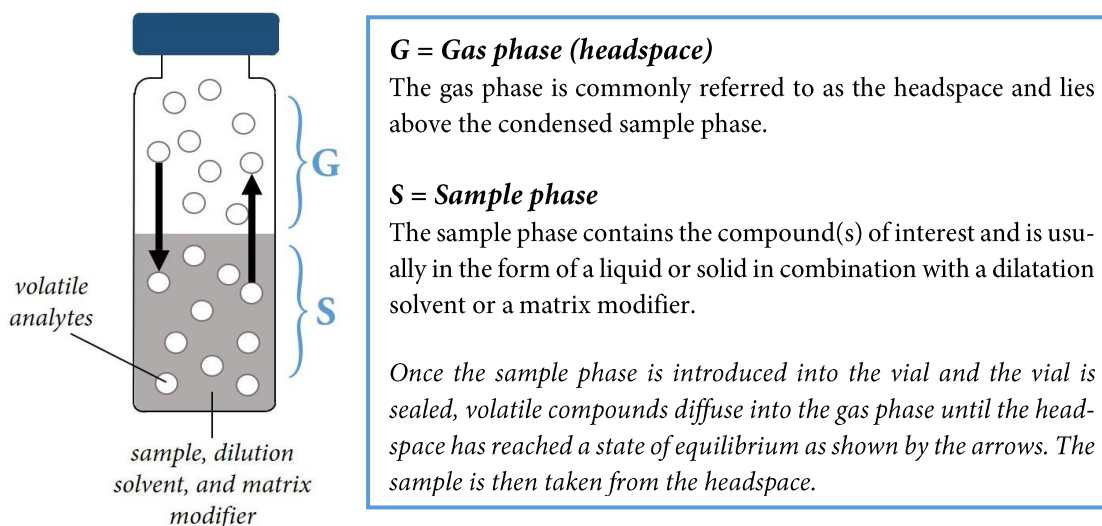 G = Gas phase (headspace)
The gas phase is commonly referred to as the headspace and lies
above the condensed sample phase.
S = Sample phase
The sample phase contains the compound(s) of interest and is usu-
ally in the form of a liquid or solid in combination with a dilatation
solvent or a matrix modifier.
Once the sample phase is introduced into the vial and the vial is
sealed, volatile compounds diffuse into the gas phase until the head-
space has reached a state of equilibrium as shown by the arrows. The
sample is then taken from the headspace.
G
S
volatile
analytes
sample, dilution
solvent, and matrix
modifier